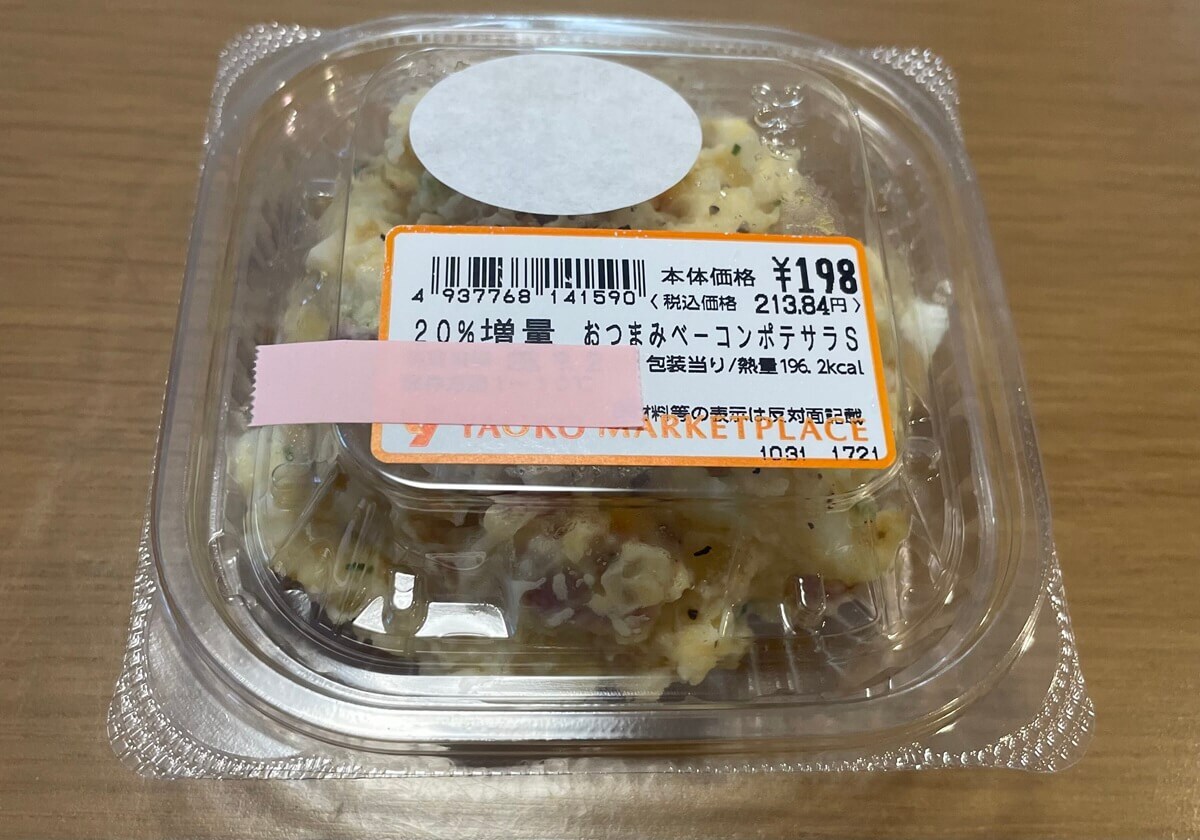 本体価格 ¥198
4 937768 141590 〈税込価格 213.84円〉
20%増量 おつまみベーコンポテサラS
包装当り/熱量196.2kcal
材料等の表示は反対面記載
YAOKO MARKETPLACE
1031 1721